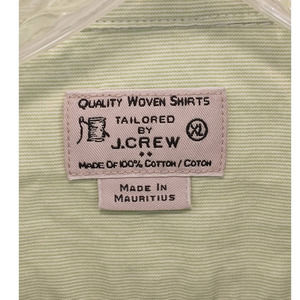 QUALITY WOVEN SHIRTS
TAILORED
BY
XL
J.CREW
MADE OF 100% COTTON / COTON
MADE IN
MAURITIUS